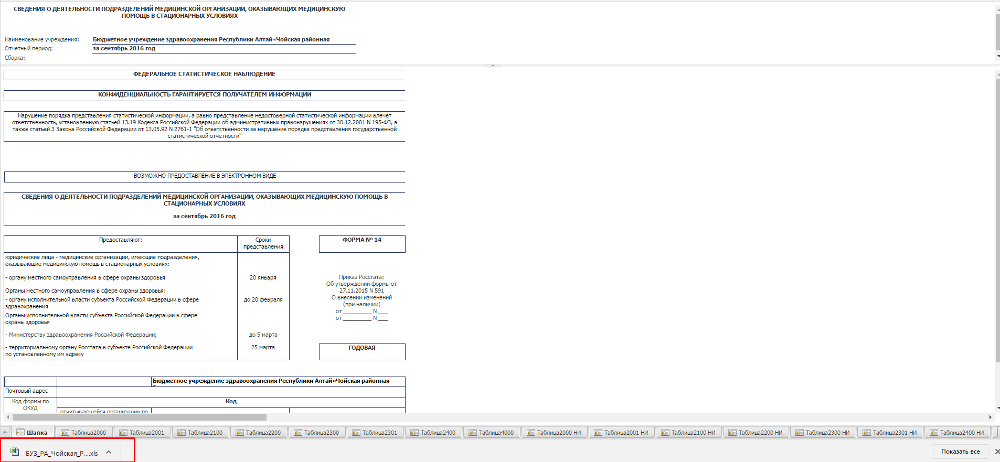 СВЕДЕНИЯ О ДЕЯТЕЛЬНОСТИ ПОДРАЗДЕЛЕНИЙ МЕДИЦИНСКОЙ ОРГАНИЗАЦИИ, ОКАЗЫВАЮЩИХ МЕДИЦИНСКУЮ
ПОМОЩЬ В СТАЦИОНАРНЫХ УСЛОВИЯХ
Наименование учреждения: Бюджетное учреждение здравоохранения Республики Алтай«Чойская районная
Отчетный период: за сентябрь 2016 год
Сборка:
ФЕДЕРАЛЬНОЕ СТАТИСТИЧЕСКОЕ НАБЛЮДЕНИЕ
КОНФИДЕНЦИАЛЬНОСТЬ ГАРАНТИРУЕТСЯ ПОЛУЧАТЕЛЕМ ИНФОРМАЦИИ
Нарушение порядка представления статистической информации, а равно представление недостоверной статистической информации влечет
ответственность, установленную статьей 13.19 Кодекса Российской Федерации об административных правонарушениях от 30.12.2001 N 195-ФЗ, а
также статьей 3 Закона Российской Федерации от 13.05.92 N 2761-1 "Об ответственности за нарушение порядка представления государственной
статистической отчетности"
ВОЗМОЖНО ПРЕДОСТАВЛЕНИЕ В ЭЛЕКТРОННОМ ВИДЕ
СВЕДЕНИЯ О ДЕЯТЕЛЬНОСТИ ПОДРАЗДЕЛЕНИЙ МЕДИЦИНСКОЙ ОРГАНИЗАЦИИ, ОКАЗЫВАЮЩИХ МЕДИЦИНСКУЮ ПОМОЩЬ В
СТАЦИОНАРНЫХ УСЛОВИЯХ
за сентябрь 2016 год
Предоставляют:
Сроки
представления
юридические лица - медицинские организации, имеющие подразделения,
оказывающие медицинскую помощь в стационарных условиях:
- органу местного самоуправления в сфере охраны здоровья 20 января
Органы местного самоуправления в сфере охраны здоровья:
- органу исполнительной власти субъекта Российской Федерации в сфере до 20 февраля
здравохранения
Органы исполнительной власти субъекта Российской Федерации в сфере
охраны здоровья
- Министерству здравоохранения Российской Федерации; до 5 марта
- территориальному органу Росстата в субъекте Российской Федерации 25 марта
по установленному им адресу
ФОРМА № 14
Приказ Росстата:
Об утверждении формы от
27.11.2015 N 591
О внесении изменений
(при наличии)
от _________ N ___
от _________ N ___
ГОДОВАЯ
Бюджетное учреждение здравоохранения Республики Алтай«Чойская районная
Почтовый адрес
Код формы по
ОКУД
Код
отчитывающейся организации по
Шапка Таблица2000 Таблица2001 Таблица2100 Таблица2200 Таблица2300 Таблица2301 Таблица2400 Таблица4000 Таблица2000 НИ Таблица2001 НИ Таблица2100 НИ Таблица2200 НИ Таблица2300 НИ Таблица2301 НИ Таблица2400 НИ
БУЗ_РА_Чойская_Р....xls Показать все